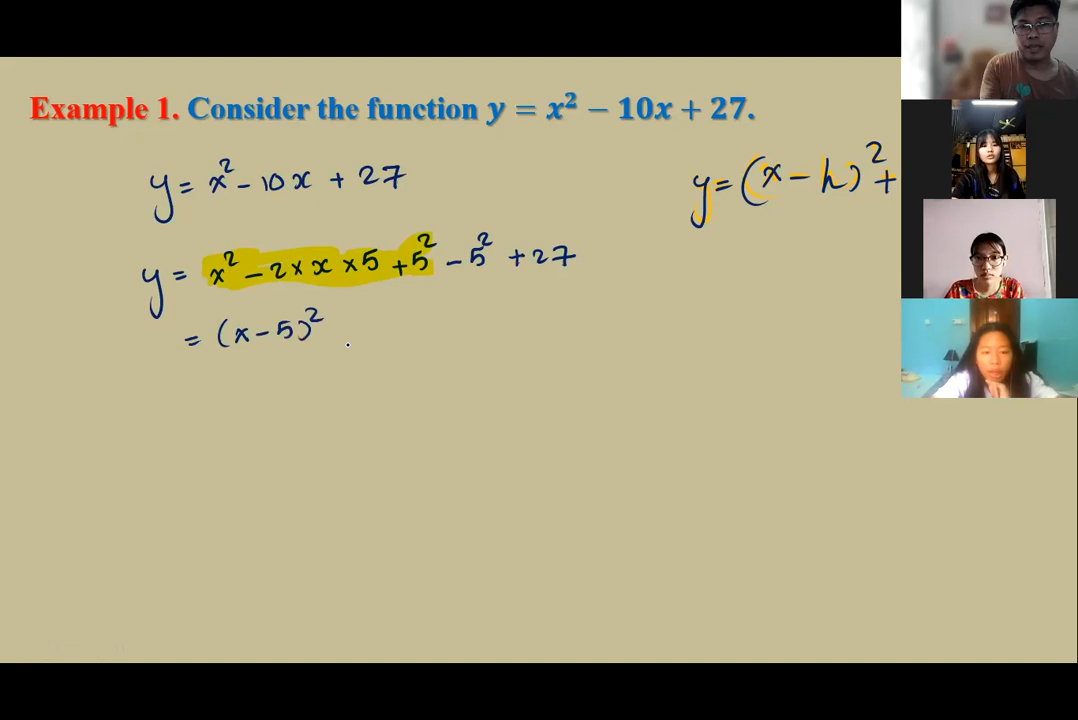 Example 1. Consider the function y = x² − 10x + 27.
y = x² - 10x + 27
y = (x - h)² +
y = x² - 2 × x × 5 + 5² - 5² + 27
= (x - 5)²